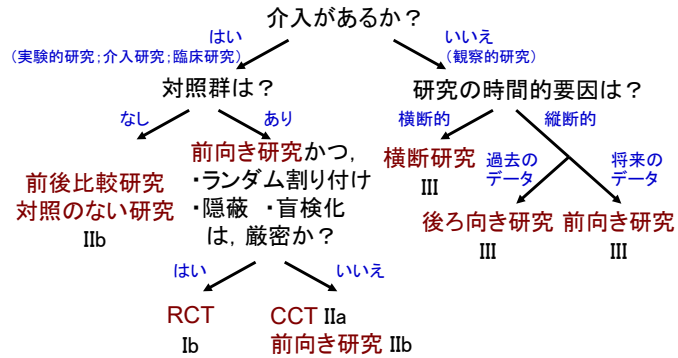 介入があるか？
はい
(実験的研究;介入研究;臨床研究)
いいえ
(観察的研究)
対照群は？
研究の時間的要因は？
なし
あり
横断的
縦断的
前後比較研究
対照のない研究
IIb
前向き研究かつ,
・ランダム割り付け
・隠蔽 ・盲検化
は, 厳密か？
横断研究
III
過去の
データ
将来の
データ
後ろ向き研究
III
前向き研究
III
はい
いいえ
RCT
Ib
CCT IIa
前向き研究 IIb